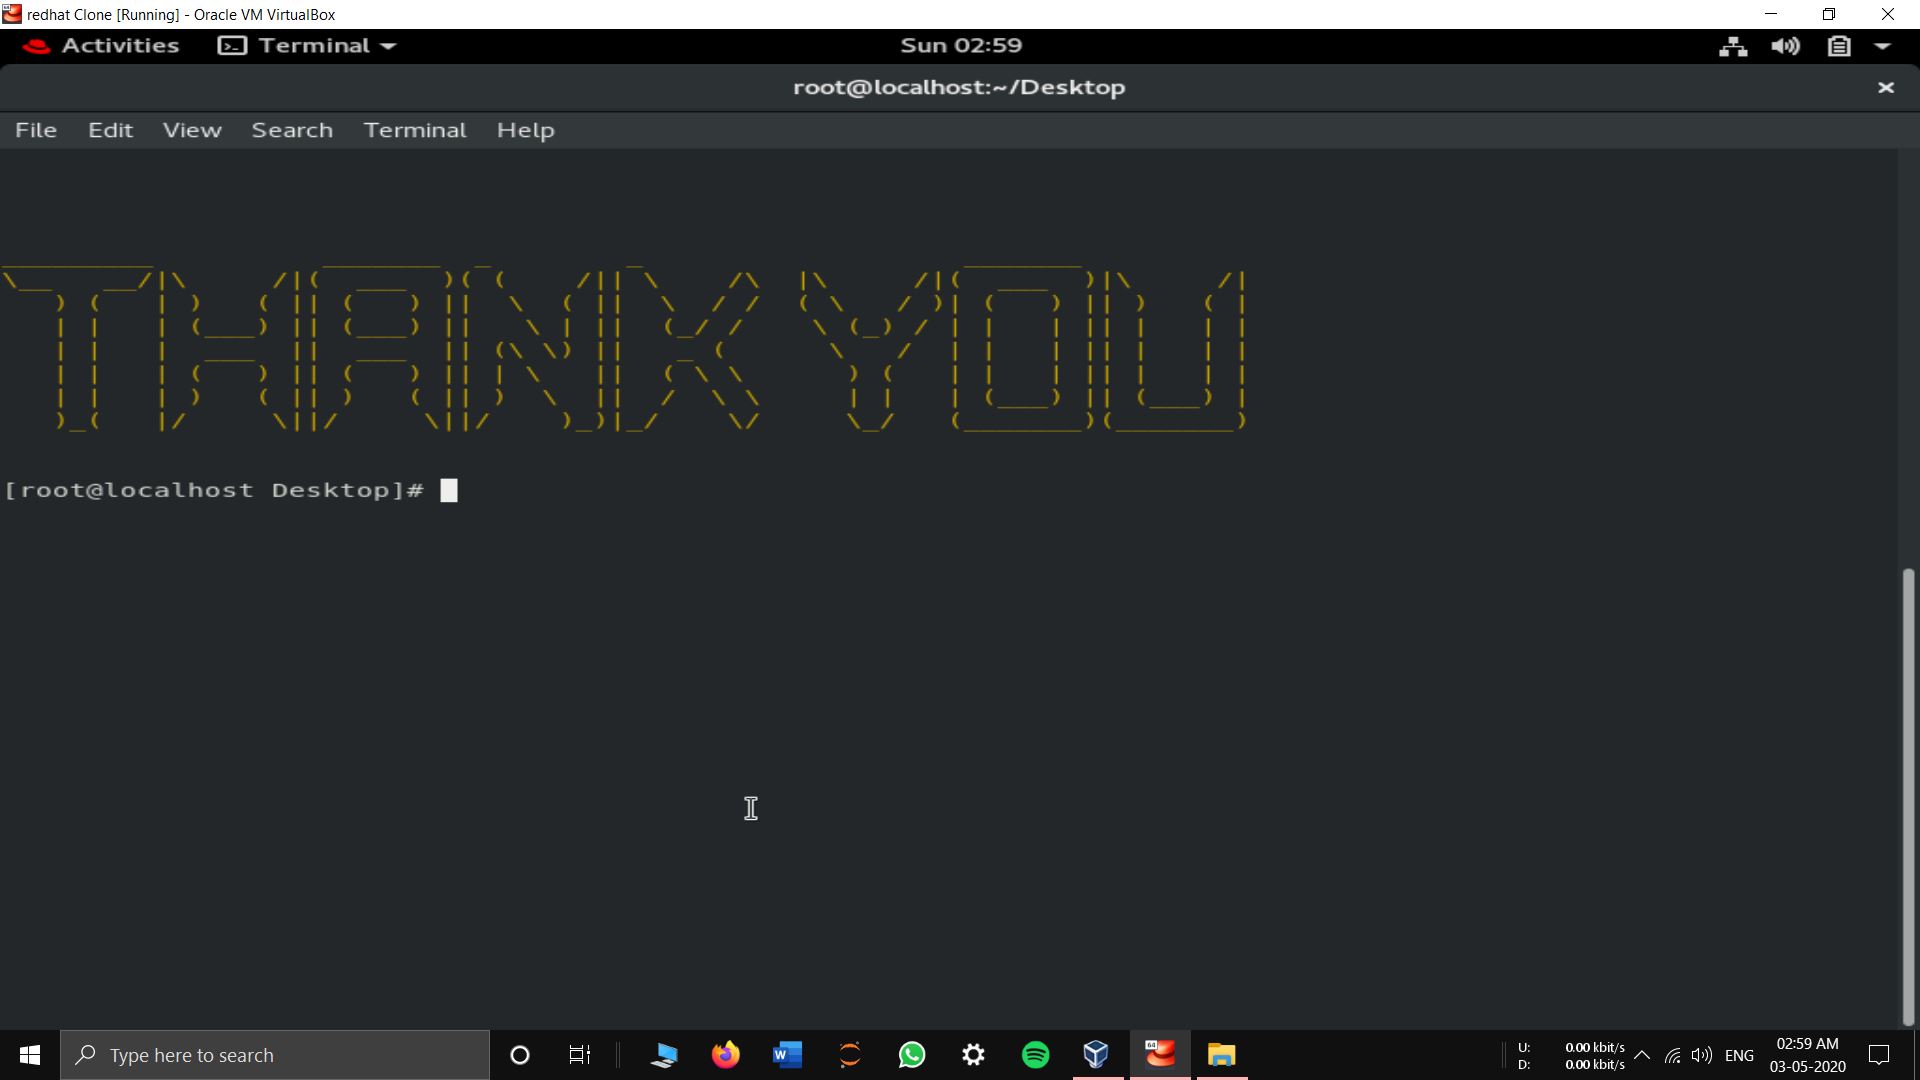 redhat Clone [Running] - Oracle VM VirtualBox
Activities Terminal Sun 02:59
root@localhost:~/Desktop
File Edit View Search Terminal Help
THANK YOU
[root@localhost Desktop]#
Type here to search
U: 0.00 kbit/s
D: 0.00 kbit/s
ENG
02:59 AM
03-05-2020